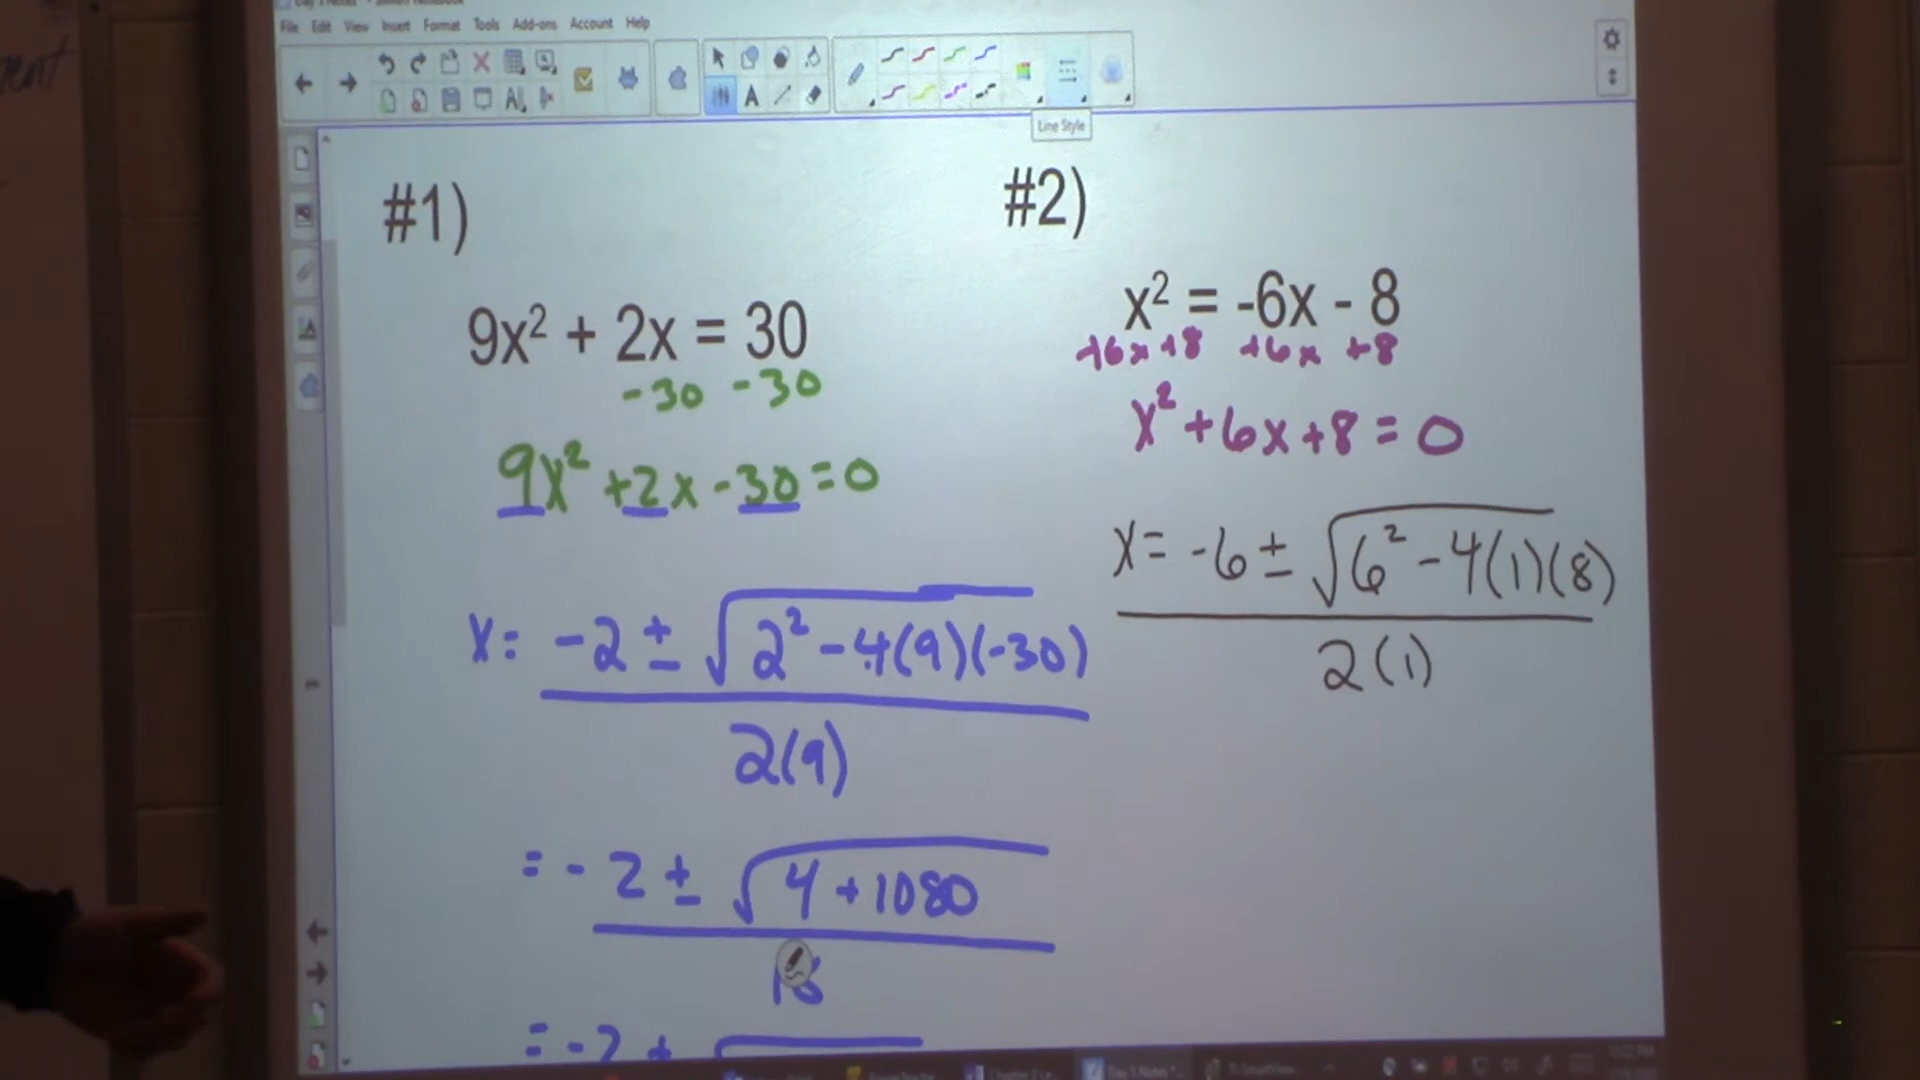 File Edit View Insert Format Tools Add-ons Account Help
Line Style
#1)
9x² + 2x = 30
-30 -30
9x² +2x -30 =0
x= -2 ± √2² -4(9)(-30)
2(9)
= -2 ± √4 +1080
18
= -2 ±
#2)
x² = -6x - 8
+6x +8 +6x +8
x² +6x+8 = 0
x= -6 ± √6² -4(1)(8)
2(1)